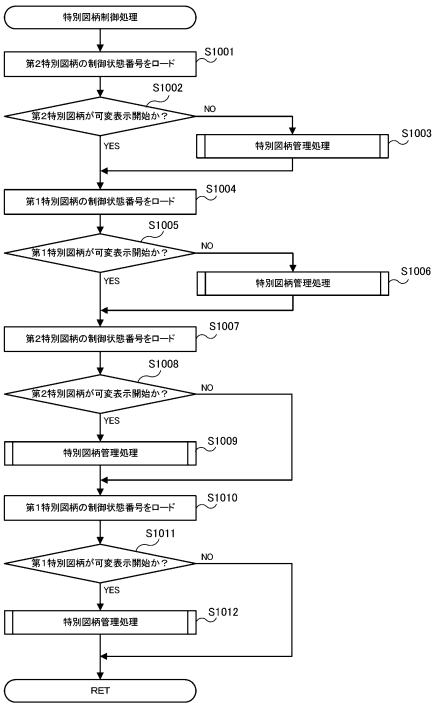 特別図柄制御処理
第2特別図柄の制御状態番号をロード
S1001
第2特別図柄が可変表示開始か?
S1002
NO
YES
特別図柄管理処理
S1003
第1特別図柄の制御状態番号をロード
S1004
第1特別図柄が可変表示開始か?
S1005
NO
YES
特別図柄管理処理
S1006
第2特別図柄の制御状態番号をロード
S1007
第2特別図柄が可変表示開始か?
S1008
NO
YES
特別図柄管理処理
S1009
第1特別図柄の制御状態番号をロード
S1010
第1特別図柄が可変表示開始か?
S1011
NO
YES
特別図柄管理処理
S1012
RET